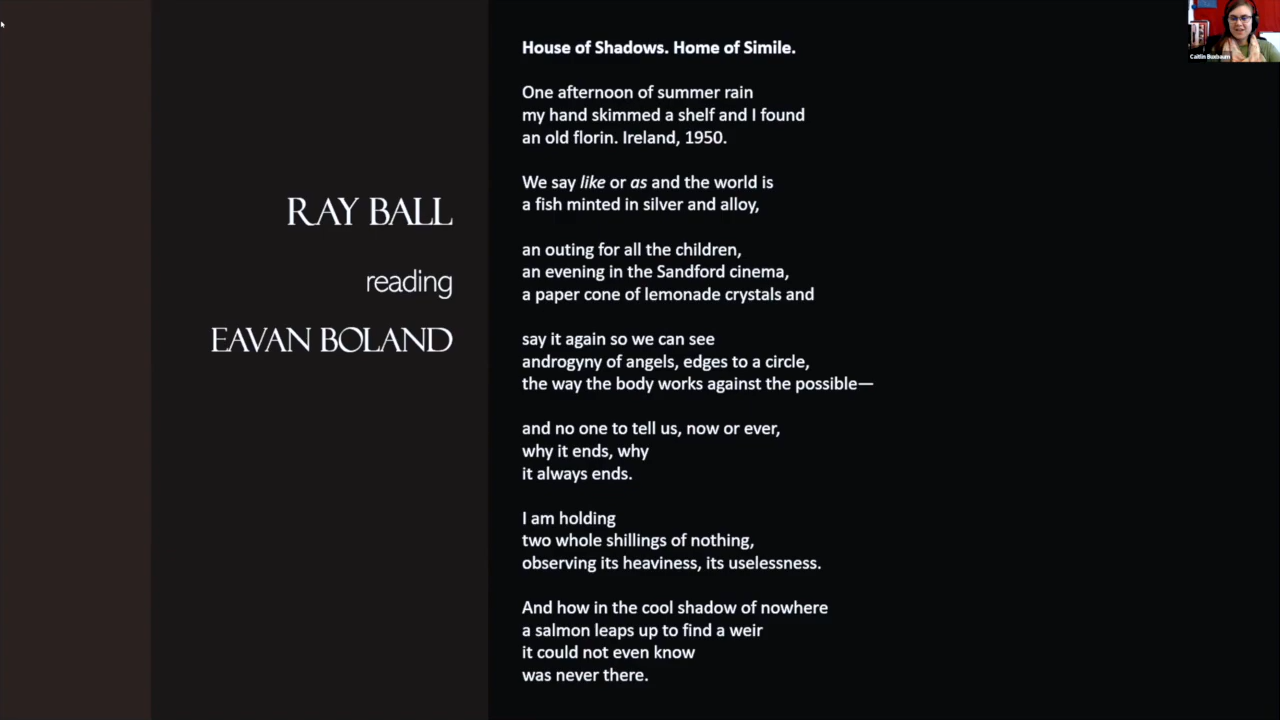 RAY BALL
reading
EAVAN BOLAND
House of Shadows. Home of Simile.
One afternoon of summer rain
my hand skimmed a shelf and I found
an old florin. Ireland, 1950.
We say like or as and the world is
a fish minted in silver and alloy,
an outing for all the children,
an evening in the Sandford cinema,
a paper cone of lemonade crystals and
say it again so we can see
androgyny of angels, edges to a circle,
the way the body works against the possible—
and no one to tell us, now or ever,
why it ends, why
it always ends.
I am holding
two whole shillings of nothing,
observing its heaviness, its uselessness.
And how in the cool shadow of nowhere
a salmon leaps up to find a weir
it could not even know
was never there.
Caitlin Buxbaum